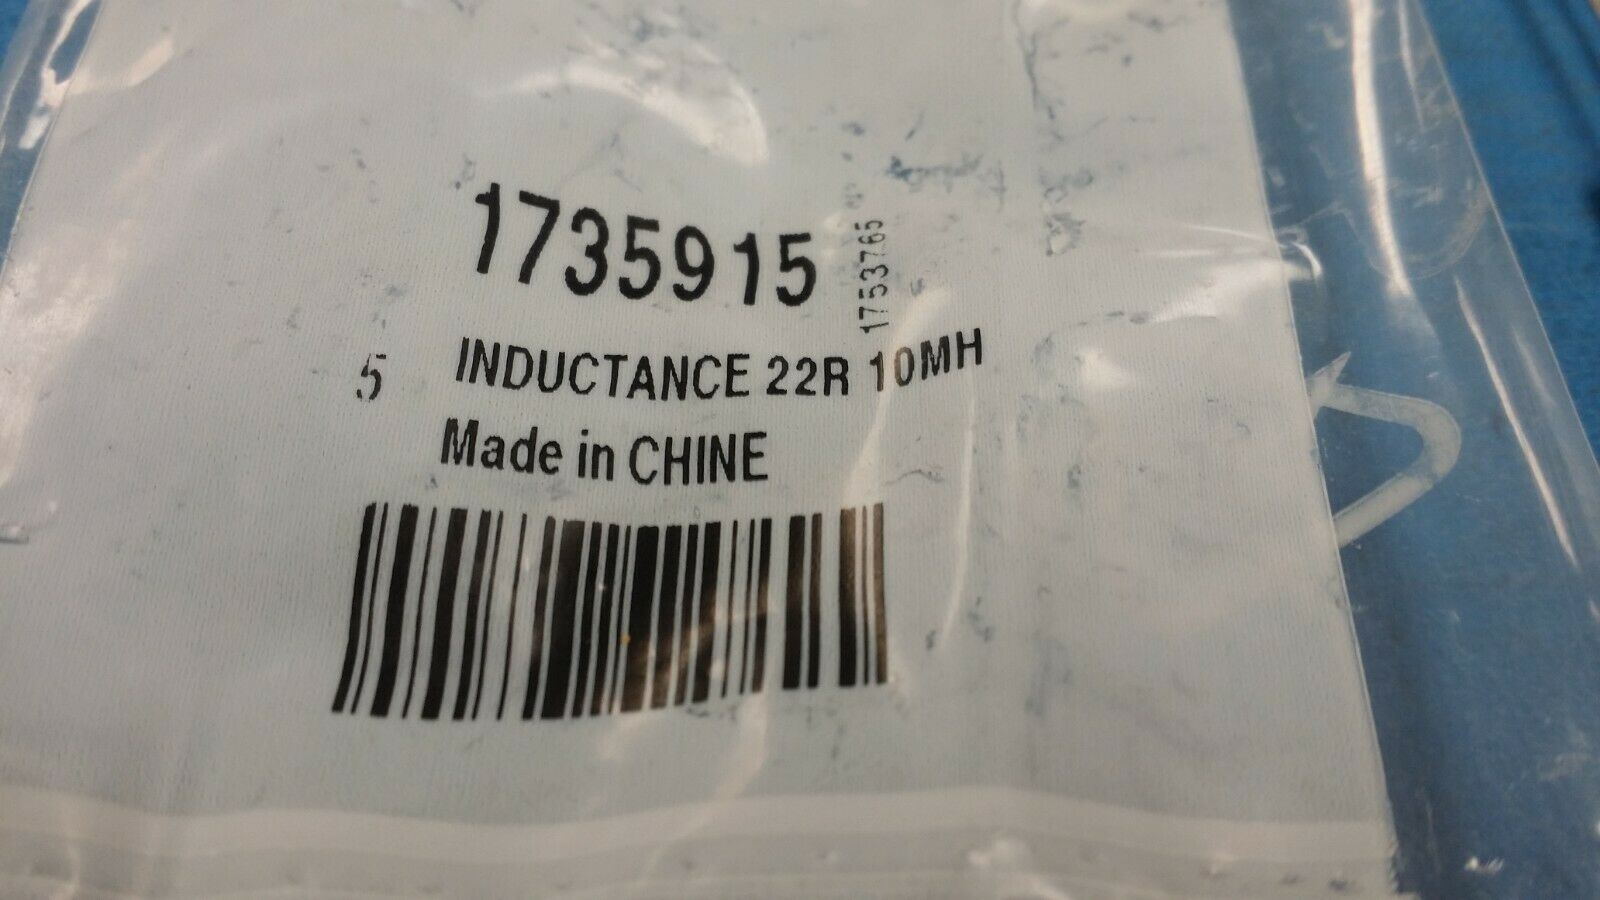 1735915
1753765
5 INDUCTANCE 22R 10MH
Made in CHINE